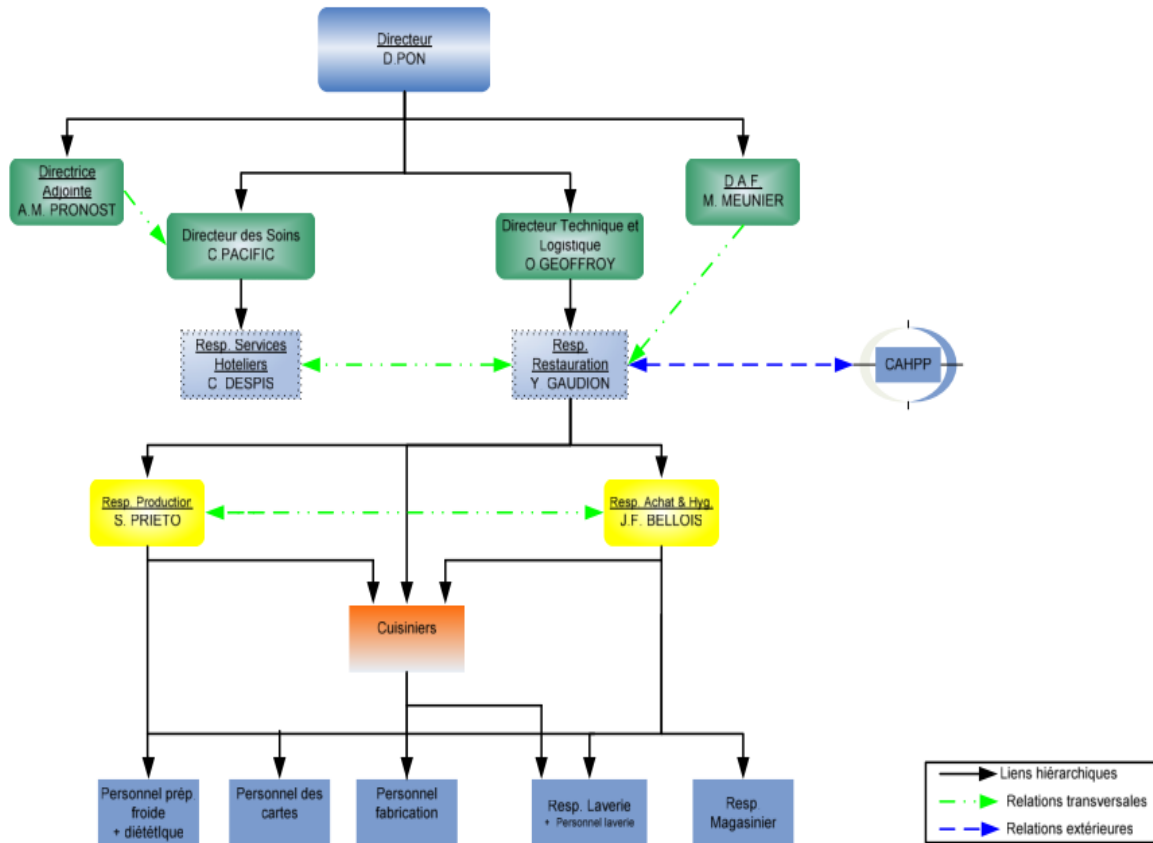 Directeur
D.PON
Directrice
Adjointe
A.M. PRONOST
D.A.F.
M. MEUNIER
Directeur des Soins
C PACIFIC
Directeur Technique et
Logistique
O GEOFFROY
Resp. Services
Hoteliers
C DESPIS
Resp.
Restauration
Y GAUDION
CAHPP
Resp. Production
S. PRIETO
Resp. Achat & Hyg.
J.F. BELLOIS
Cuisiniers
Personnel prép.
froide
+ diététique
Personnel des
cartes
Personnel
fabrication
Resp. Laverie
+ Personnel laverie
Resp.
Magasinier
Liens hiérarchiques
Relations transversales
Relations extérieures